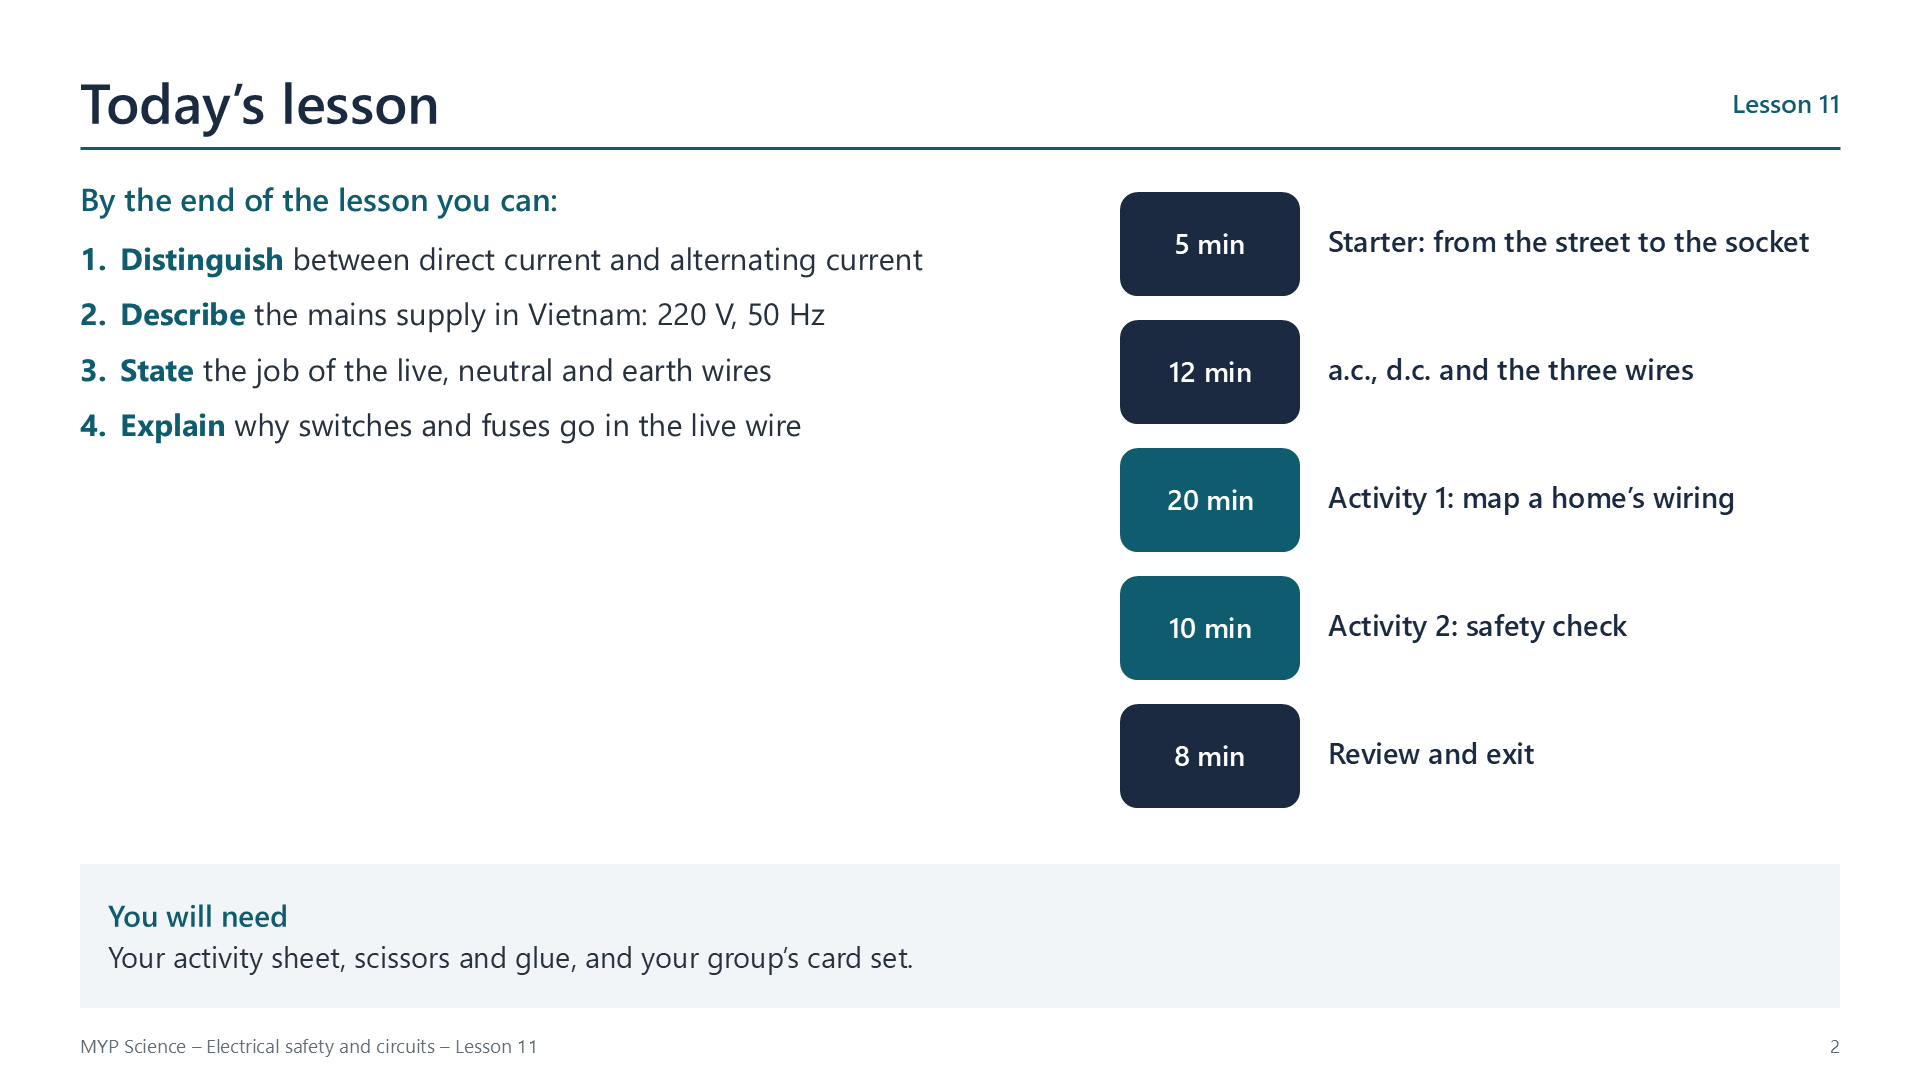 Today’s lesson
Lesson 11
By the end of the lesson you can:
1. Distinguish between direct current and alternating current
2. Describe the mains supply in Vietnam: 220 V, 50 Hz
3. State the job of the live, neutral and earth wires
4. Explain why switches and fuses go in the live wire
5 min
Starter: from the street to the socket
12 min
a.c., d.c. and the three wires
20 min
Activity 1: map a home’s wiring
10 min
Activity 2: safety check
8 min
Review and exit
You will need
Your activity sheet, scissors and glue, and your group’s card set.
MYP Science – Electrical safety and circuits – Lesson 11
2